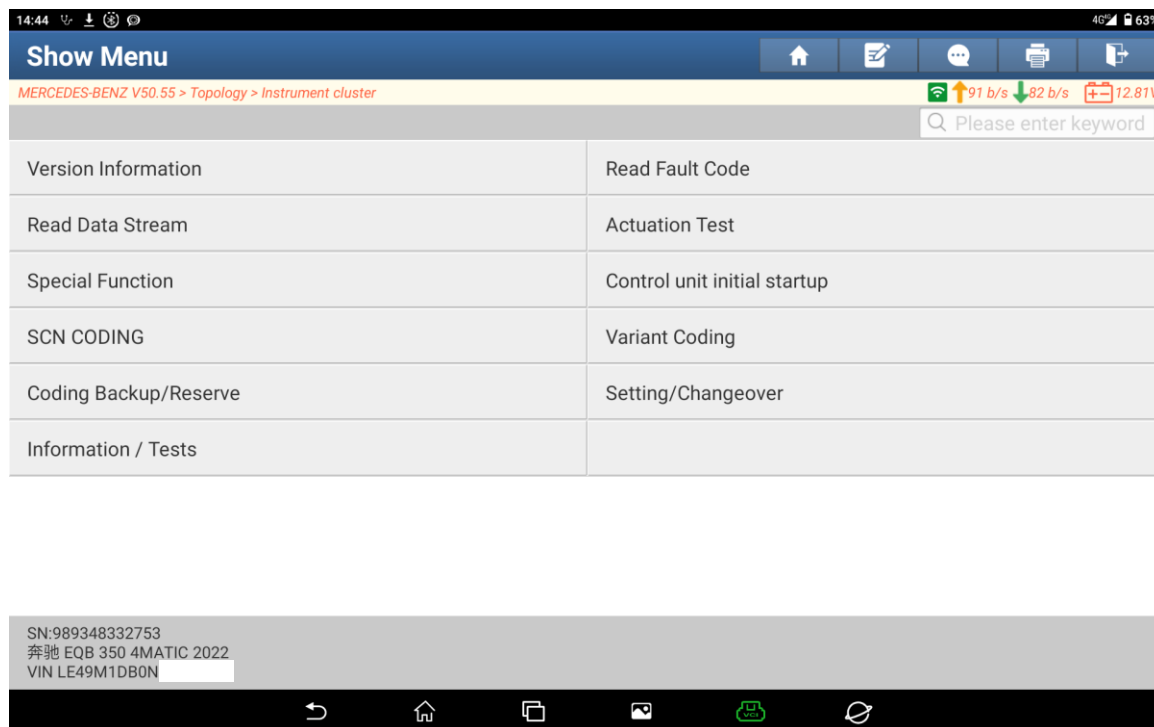 14:44
4G 63%
Show Menu
MERCEDES-BENZ V50.55 > Topology > Instrument cluster
91 b/s 82 b/s 12.81V
Please enter keyword
Version Information
Read Fault Code
Read Data Stream
Actuation Test
Special Function
Control unit initial startup
SCN CODING
Variant Coding
Coding Backup/Reserve
Setting/Changeover
Information / Tests
SN:989348332753
奔驰 EQB 350 4MATIC 2022
VIN LE49M1DB0N
VCI